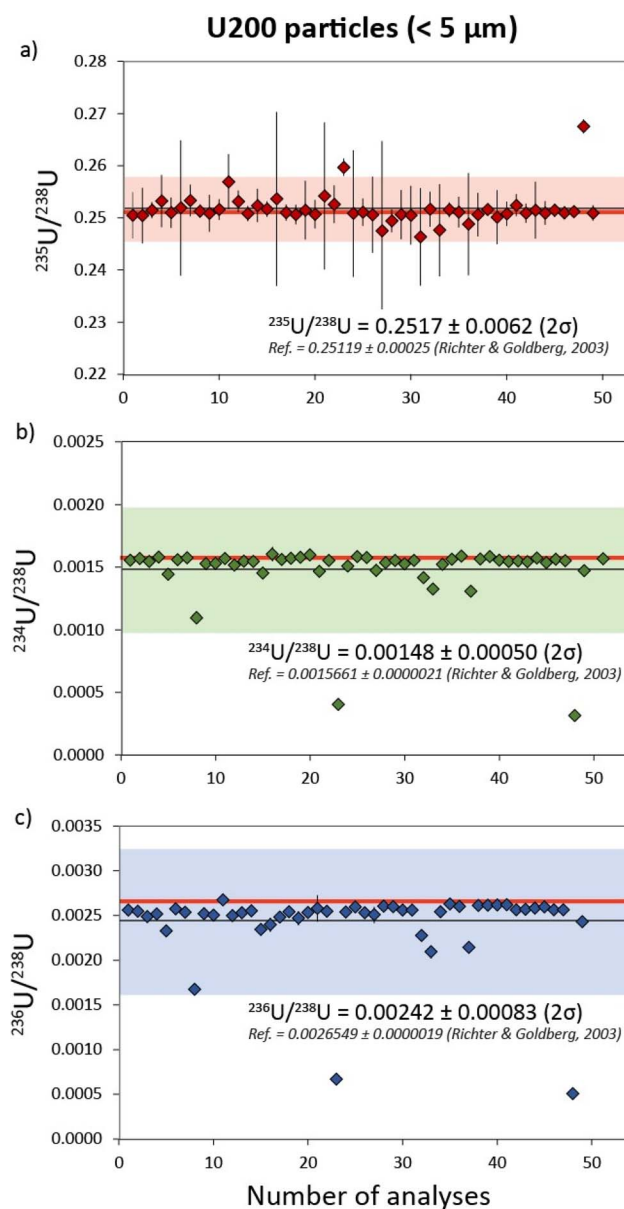 U200 particles (< 5 µm)
a)
0.28
0.27
0.26
0.25
0.24
0.23
0.22
²³⁵U/²³⁸U
²³⁵U/²³⁸U = 0.2517 ± 0.0062 (2σ)
Ref. = 0.25119 ± 0.00025 (Richter & Goldberg, 2003)
0 10 20 30 40 50
b)
0.0025
0.0020
0.0015
0.0010
0.0005
0.0000
²³⁴U/²³⁸U
²³⁴U/²³⁸U = 0.00148 ± 0.00050 (2σ)
Ref. = 0.0015661 ± 0.0000021 (Richter & Goldberg, 2003)
0 10 20 30 40 50
c)
0.0035
0.0030
0.0025
0.0020
0.0015
0.0010
0.0005
0.0000
²³⁶U/²³⁸U
²³⁶U/²³⁸U = 0.00242 ± 0.00083 (2σ)
Ref. = 0.0026549 ± 0.0000019 (Richter & Goldberg, 2003)
0 10 20 30 40 50
Number of analyses